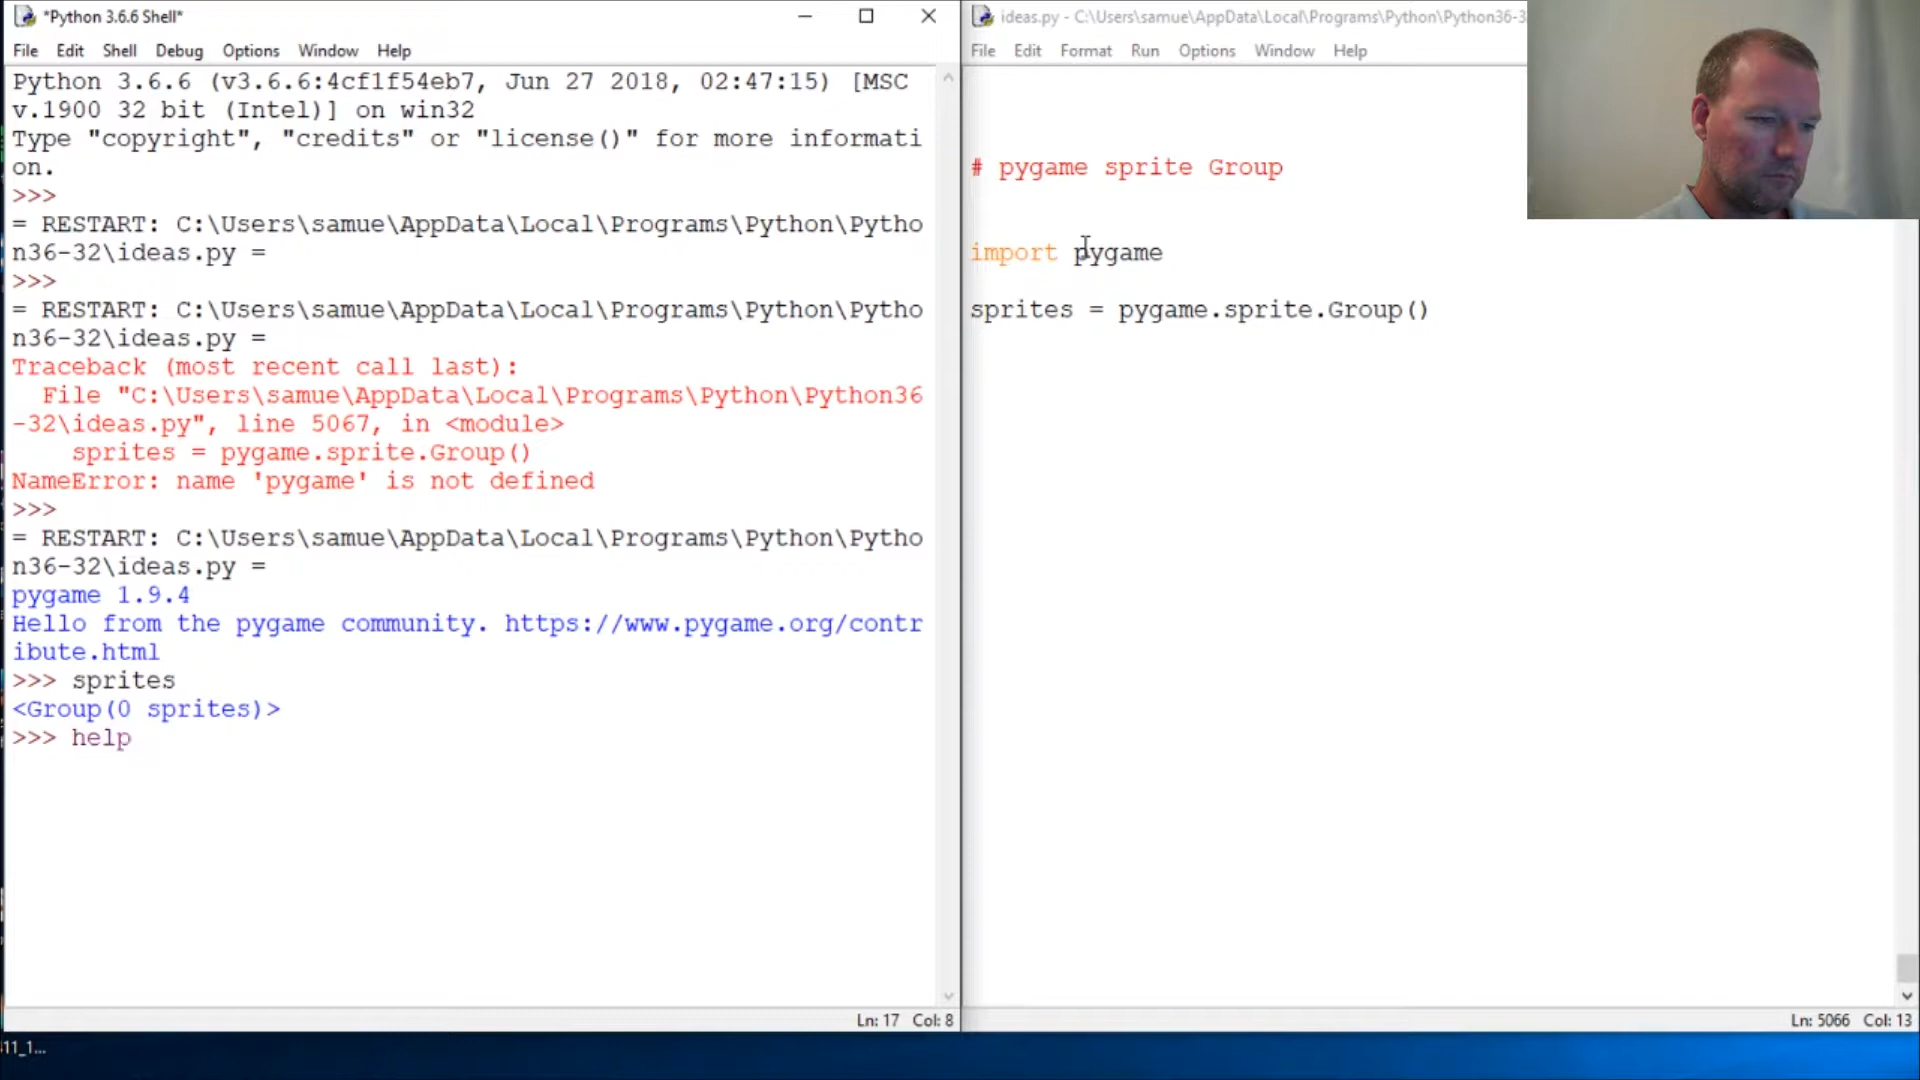 *Python 3.6.6 Shell*
File Edit Shell Debug Options Window Help
Python 3.6.6 (v3.6.6:4cf1f54eb7, Jun 27 2018, 02:47:15) [MSC
v.1900 32 bit (Intel)] on win32
Type "copyright", "credits" or "license()" for more informati
on.
>>>
= RESTART: C:\Users\samue\AppData\Local\Programs\Python\Pytho
n36-32\ideas.py =
>>>
= RESTART: C:\Users\samue\AppData\Local\Programs\Python\Pytho
n36-32\ideas.py =
Traceback (most recent call last):
  File "C:\Users\samue\AppData\Local\Programs\Python\Python36
-32\ideas.py", line 5067, in <module>
    sprites = pygame.sprite.Group()
NameError: name 'pygame' is not defined
>>>
= RESTART: C:\Users\samue\AppData\Local\Programs\Python\Pytho
n36-32\ideas.py =
pygame 1.9.4
Hello from the pygame community. https://www.pygame.org/contr
ibute.html
>>> sprites
<Group(0 sprites)>
>>> help
Ln: 17 Col: 8
ideas.py - C:\Users\samue\AppData\Local\Programs\Python\Python36-3
File Edit Format Run Options Window Help
# pygame sprite Group
import pygame
sprites = pygame.sprite.Group()
Ln: 5066 Col: 13
11_1...